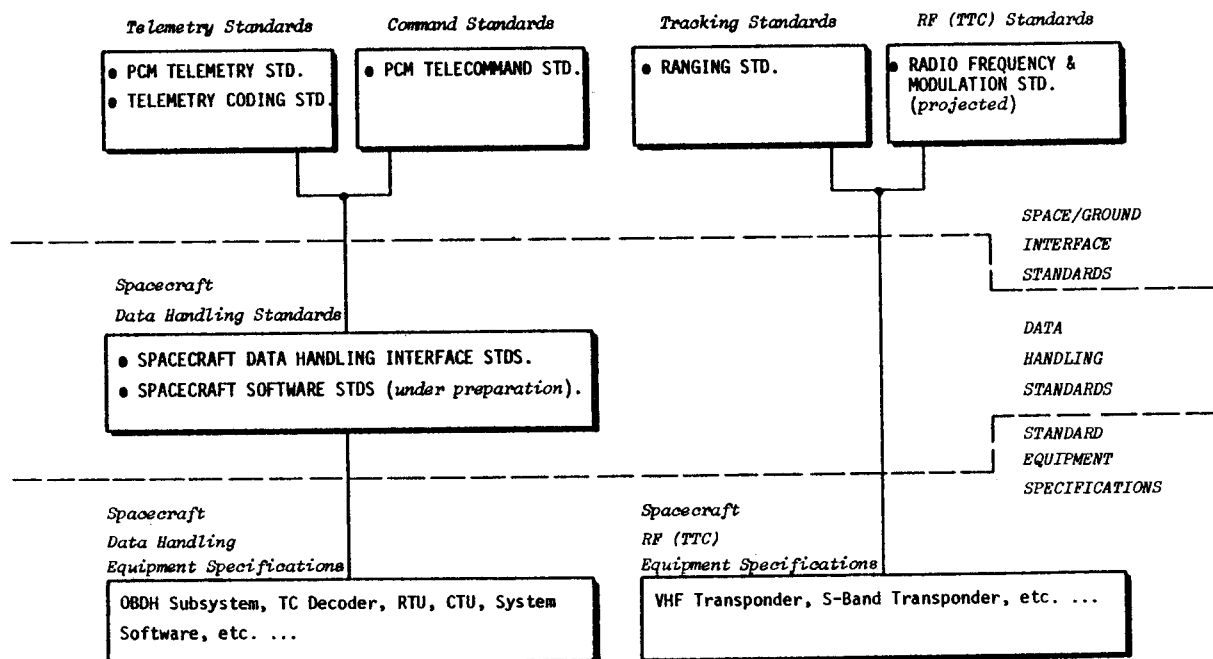 Telemetry Standards
Command Standards
Tracking Standards
RF (TTC) Standards
● PCM TELEMETRY STD.
● TELEMETRY CODING STD.
● PCM TELECOMMAND STD.
● RANGING STD.
● RADIO FREQUENCY &
MODULATION STD.
(projected)
SPACE/GROUND
INTERFACE
STANDARDS
Spacecraft
Data Handling Standards
● SPACECRAFT DATA HANDLING INTERFACE STDS.
● SPACECRAFT SOFTWARE STDS (under preparation).
DATA
HANDLING
STANDARDS
STANDARD
EQUIPMENT
SPECIFICATIONS
Spacecraft
Data Handling
Equipment Specifications
OBDH Subsystem, TC Decoder, RTU, CTU, System
Software, etc. ...
Spacecraft
RF (TTC)
Equipment Specifications
VHF Transponder, S-Band Transponder, etc. ...